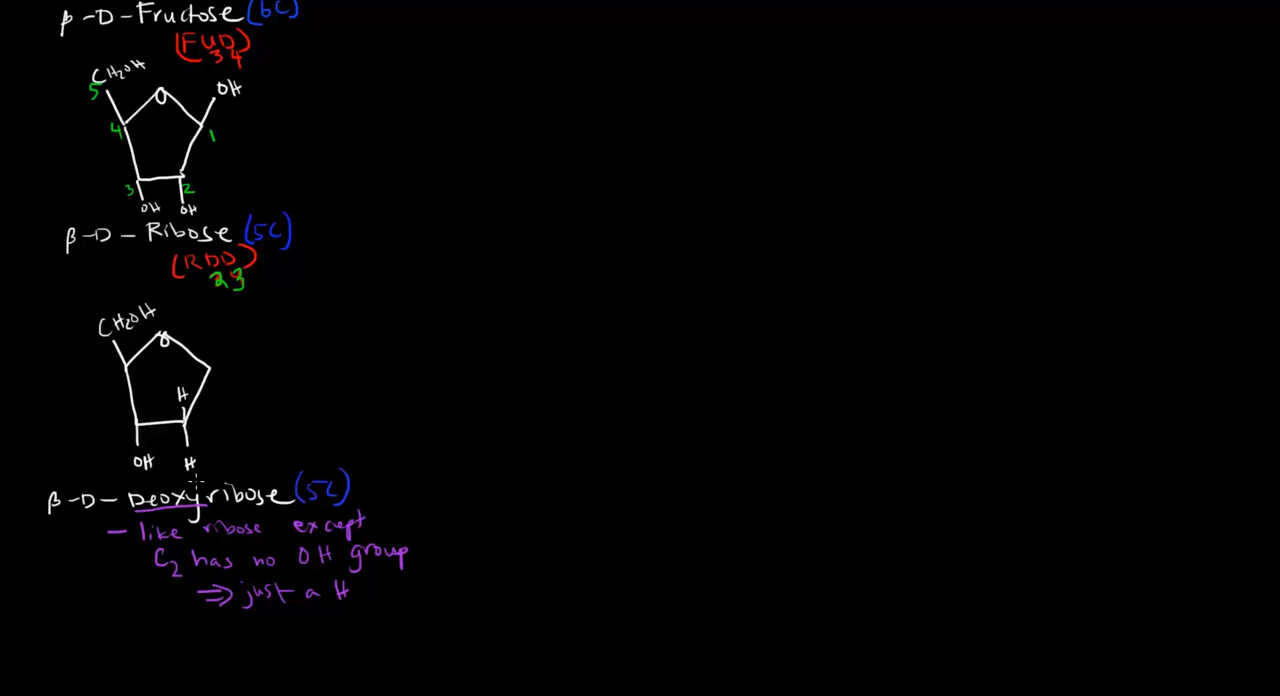 β-D-Fructose (6C)
(FUD)
3 4
CH2OH
OH
5
O
4
1
3
2
OH OH
β-D-Ribose (5C)
(RDD)
2 3
CH2OH
O
H
OH H
β-D-Deoxyribose (5C)
- like ribose except
C2 has no OH group
⇒ just a H